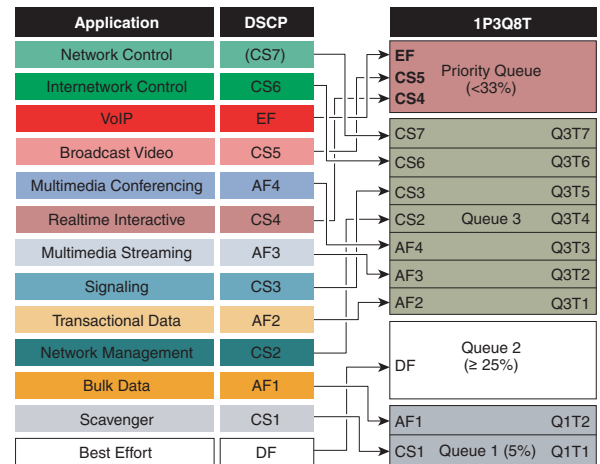 Application DSCP 1P3Q8T
Network Control (CS7)
Internetwork Control CS6
VoIP EF
Broadcast Video CS5
Multimedia Conferencing AF4
Realtime Interactive CS4
Multimedia Streaming AF3
Signaling CS3
Transactional Data AF2
Network Management CS2
Bulk Data AF1
Scavenger CS1
Best Effort DF
EF
CS5 Priority Queue
CS4 (<33%)
CS7 Q3T7
CS6 Q3T6
CS3 Q3T5
CS2 Queue 3 Q3T4
AF4 Q3T3
AF3 Q3T2
AF2 Q3T1
Queue 2
DF (≥ 25%)
AF1 Q1T2
CS1 Queue 1 (5%) Q1T1